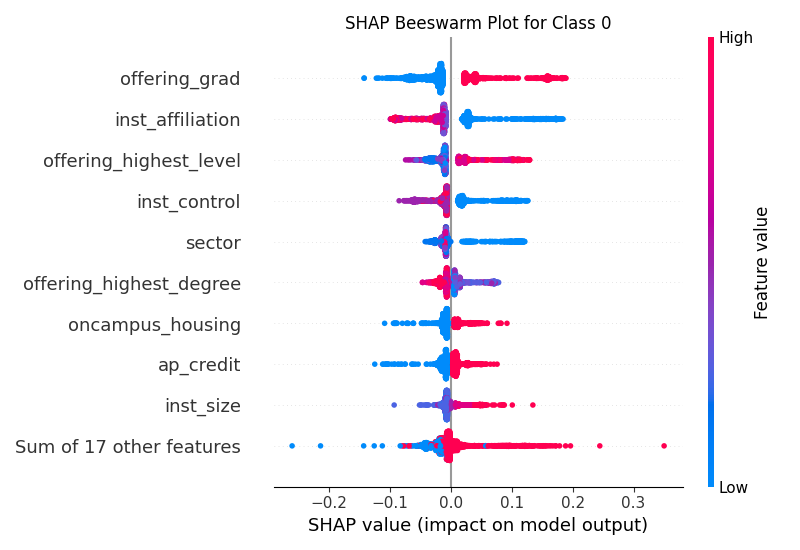 SHAP Beeswarm Plot for Class 0
High
offering_grad
inst_affiliation
offering_highest_level
inst_control
sector
offering_highest_degree
oncampus_housing
ap_credit
inst_size
Sum of 17 other features
Feature value
Low
−0.2 −0.1 0.0 0.1 0.2 0.3
SHAP value (impact on model output)